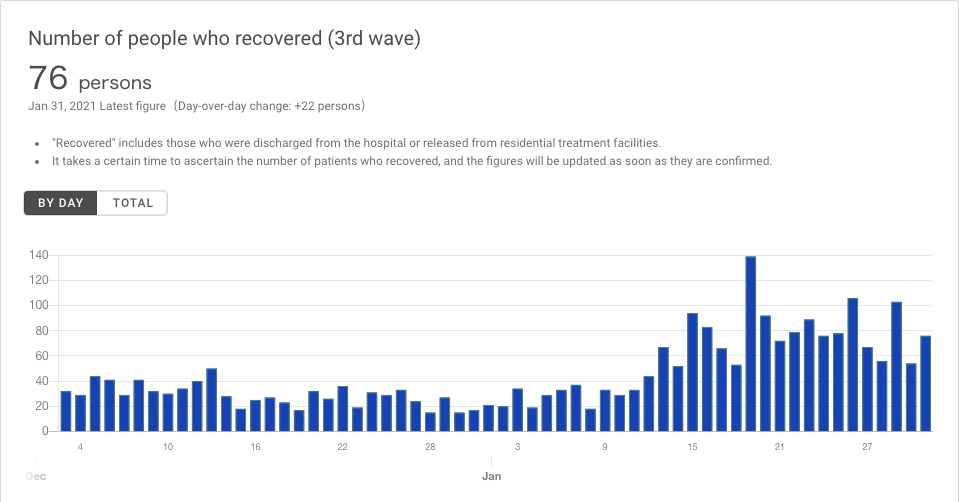 Number of people who recovered (3rd wave)
76 persons
Jan 31, 2021 Latest figure（Day-over-day change: +22 persons）
• "Recovered" includes those who were discharged from the hospital or released from residential treatment facilities.
• It takes a certain time to ascertain the number of patients who recovered, and the figures will be updated as soon as they are confirmed.
BY DAY TOTAL
140
120
100
80
60
40
20
0
4 10 16 22 28 3 9 15 21 27
Dec Jan